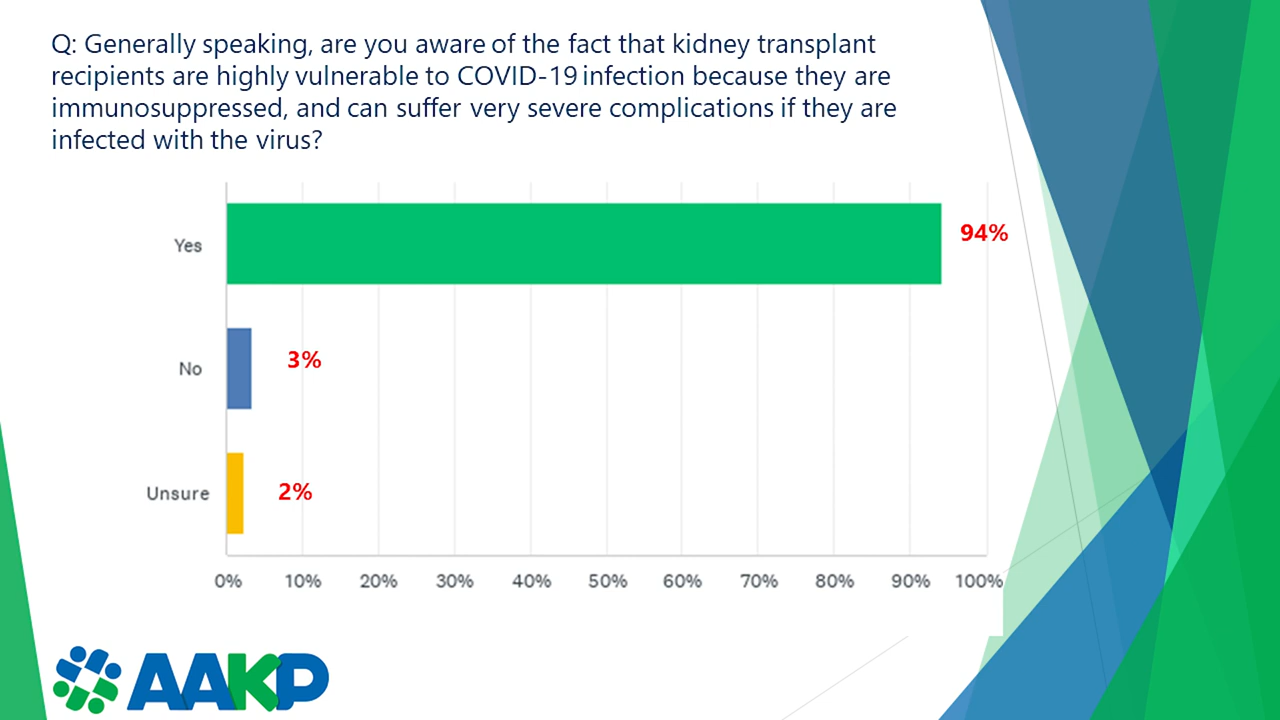 Q: Generally speaking, are you aware of the fact that kidney transplant
recipients are highly vulnerable to COVID-19 infection because they are
immunosuppressed, and can suffer very severe complications if they are
infected with the virus?
Yes
94%
No
3%
Unsure
2%
0% 10% 20% 30% 40% 50% 60% 70% 80% 90% 100%
AAKP